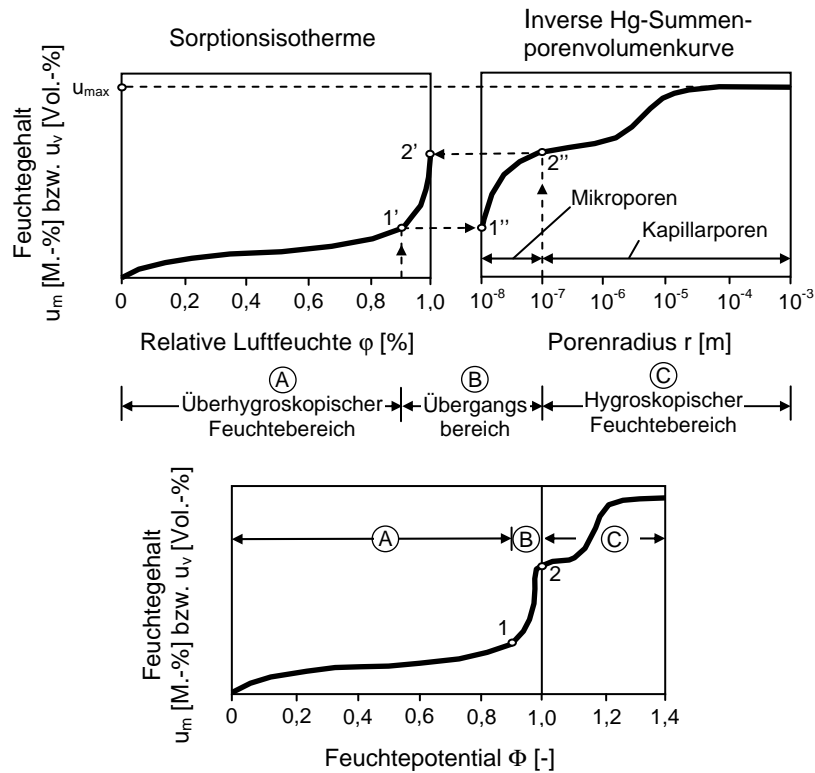 Sorptionsisotherme
Inverse Hg-Summen-
porenvolumenkurve
Feuchtegehalt
u_m [M.-%] bzw. u_v [Vol.-%]
u_max
1'
2'
0
0,2
0,4
0,6
0,8
1,0
Relative Luftfeuchte φ [%]
2''
1''
Mikroporen
Kapillarporen
10^-8
10^-7
10^-6
10^-5
10^-4
10^-3
Porenradius r [m]
A
B
C
Überhygroskopischer
Feuchtebereich
Übergangs
bereich
Hygroskopischer
Feuchtebereich
Feuchtegehalt
u_m [M.-%] bzw. u_v [Vol.-%]
A
B
C
1
2
0
0,2
0,4
0,6
0,8
1,0
1,2
1,4
Feuchtepotential Φ [-]